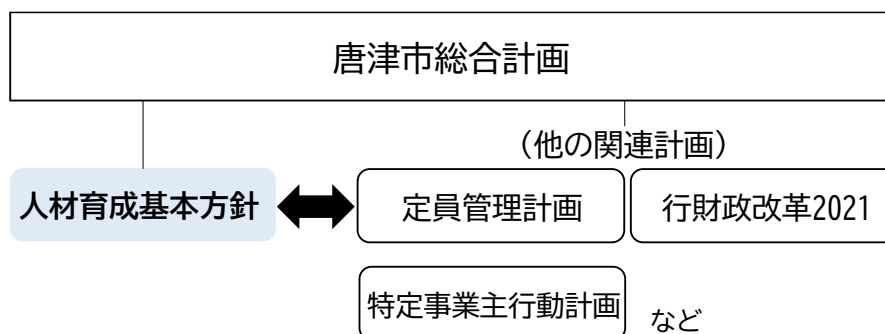 唐津市総合計画
（他の関連計画）
人材育成基本方針
定員管理計画
行財政改革2021
特定事業主行動計画
など